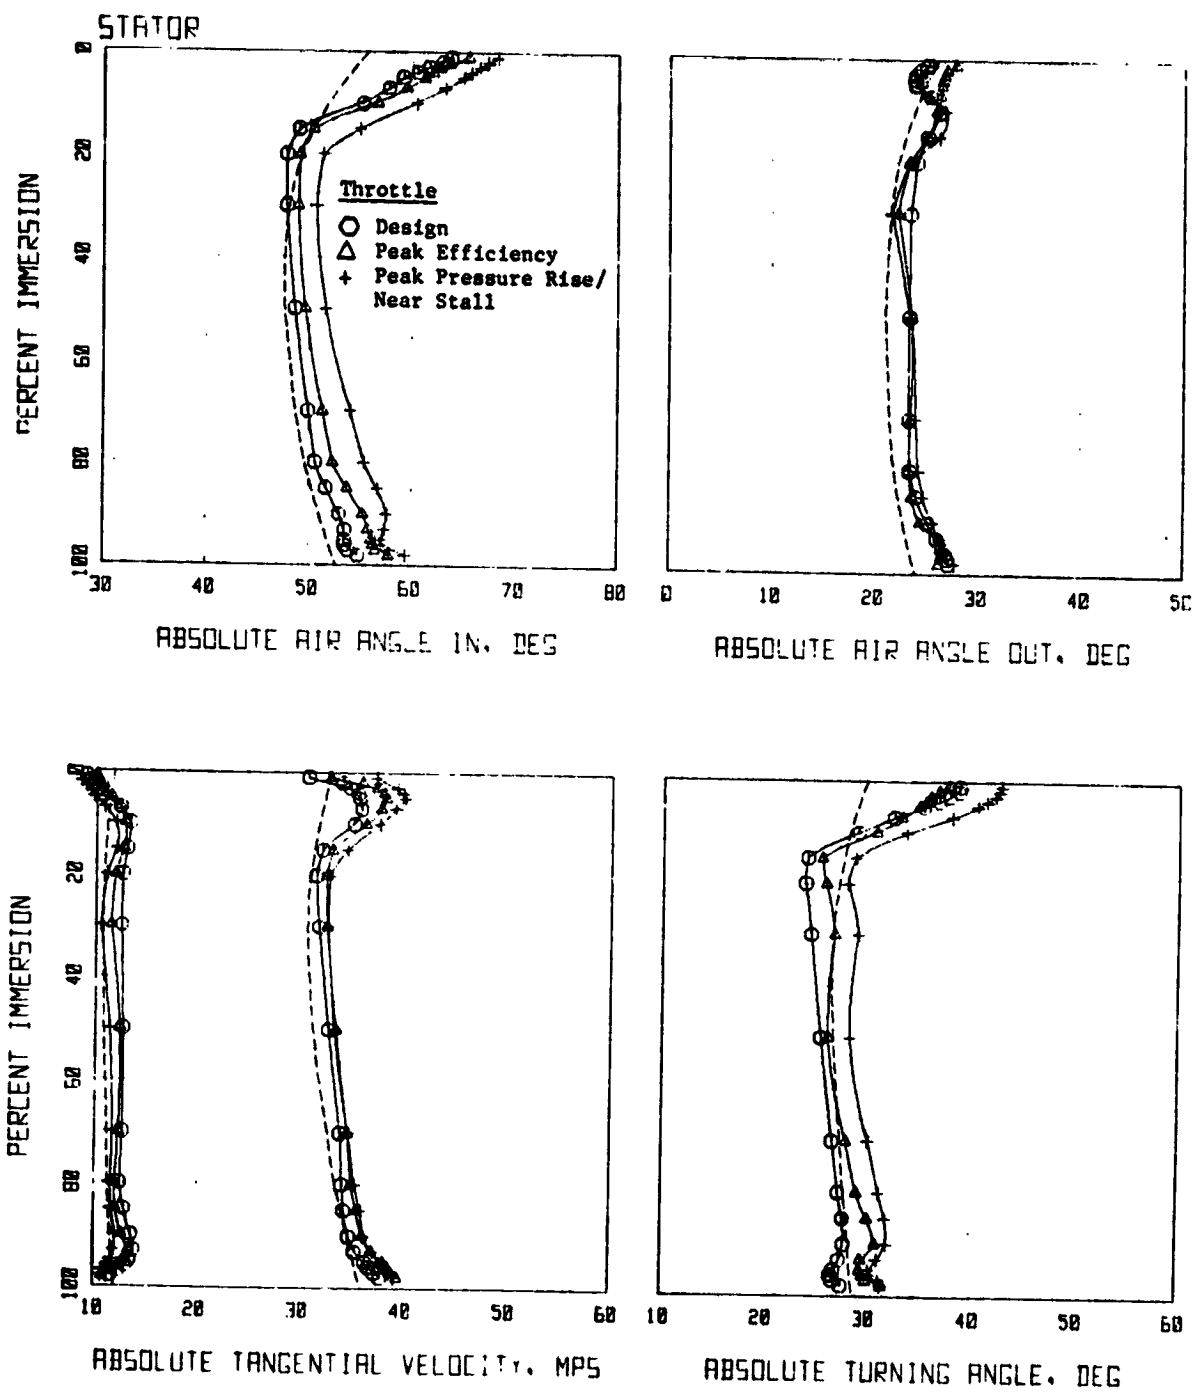 STATOR
0
20
40
60
80
100
PERCENT IMMERSION
Throttle
Design
Peak Efficiency
Peak Pressure Rise/
Near Stall
30 40 50 60 70 80
ABSOLUTE AIR ANGLE IN, DEG
0 10 20 30 40 50
ABSOLUTE AIR ANGLE OUT, DEG
0
20
40
60
80
100
PERCENT IMMERSION
10 20 30 40 50 60
ABSOLUTE TANGENTIAL VELOCITY, MPS
10 20 30 40 50 60
ABSOLUTE TURNING ANGLE, DEG